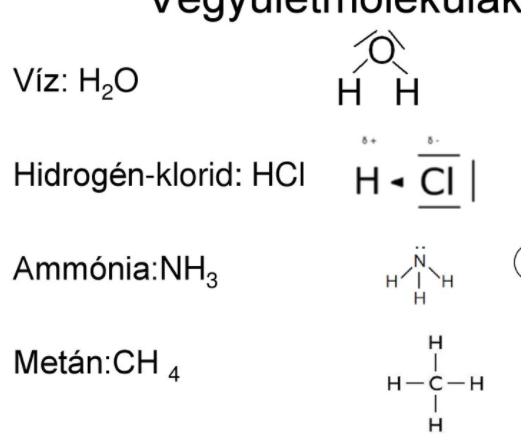 Vegyületmolekulák
Víz: H₂O
O
H H
Hidrogén-klorid: HCl
δ+ δ-
H Cl
Ammónia:NH₃
N
H H
H
Metán:CH ₄
H
H C H
H